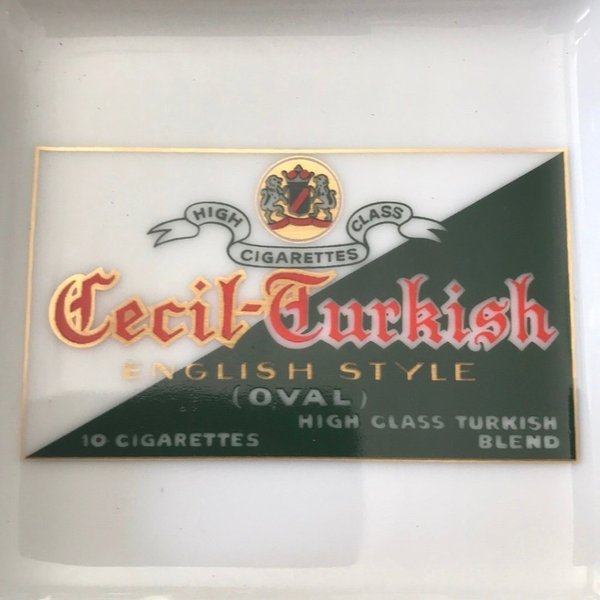 HIGH CIGARETTES CLASS
Cecil-Turkish
ENGLISH STYLE
(OVAL)
HIGH CLASS TURKISH
10 CIGARETTES BLEND